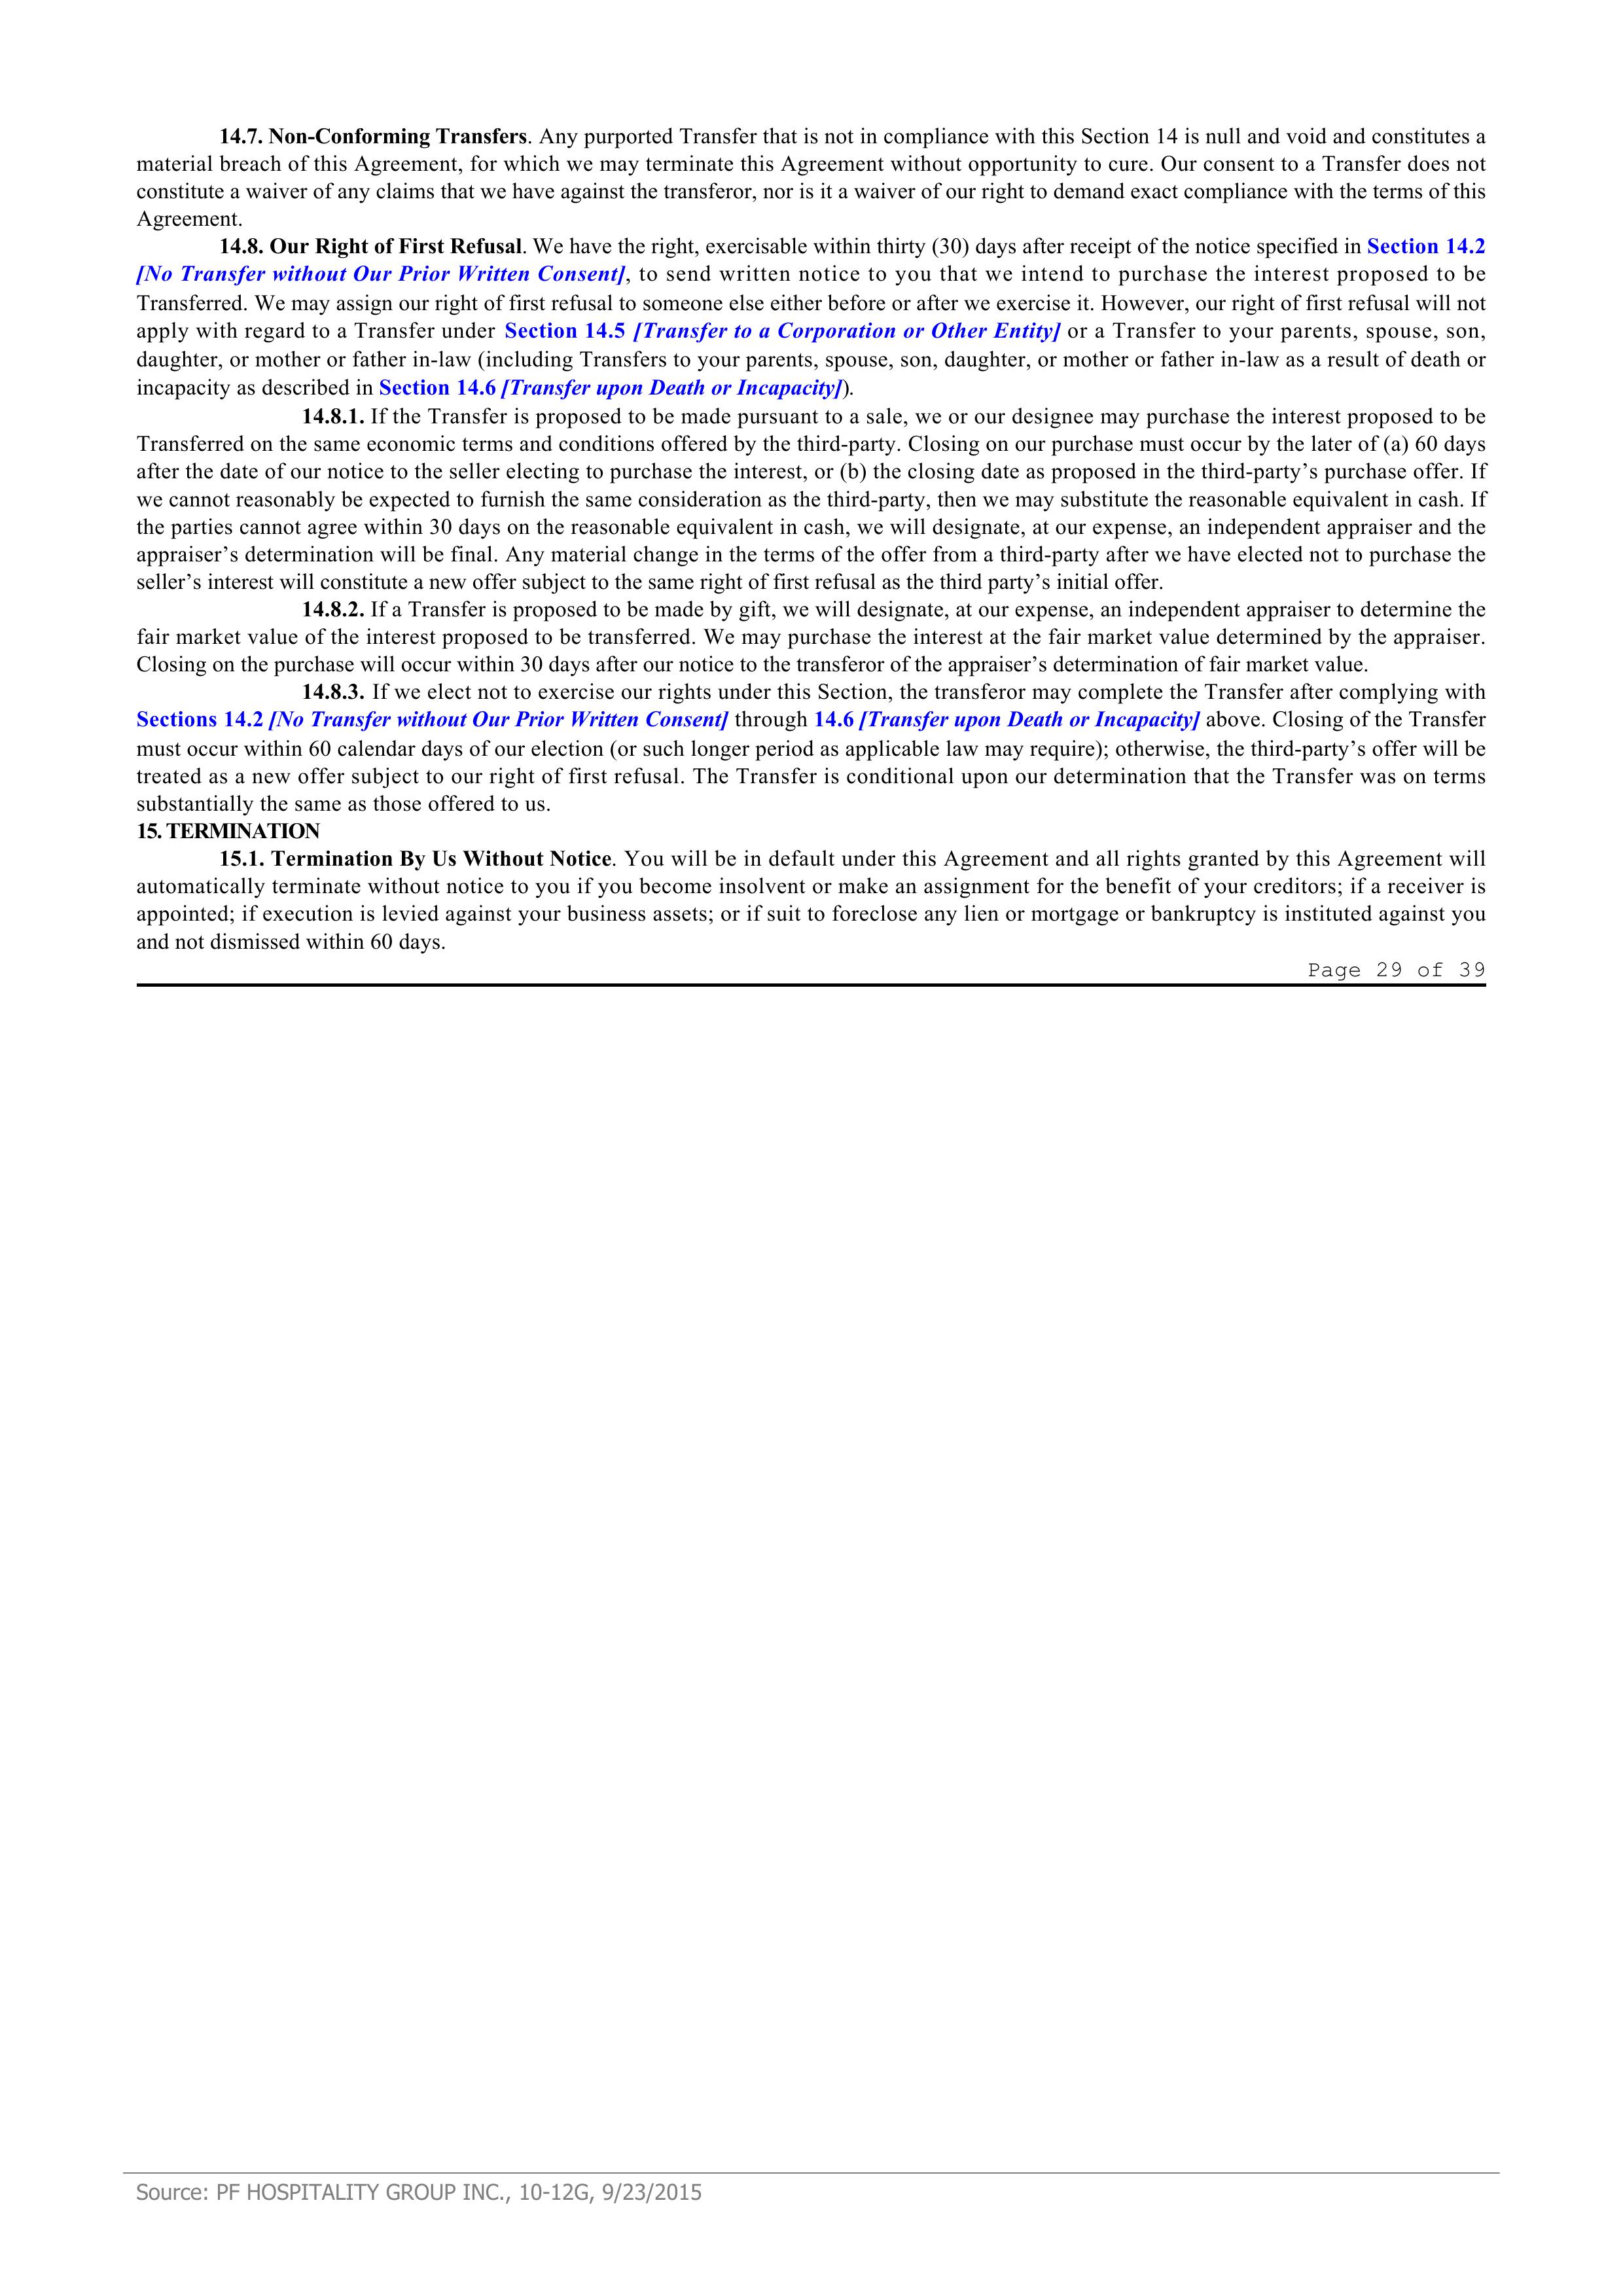 14.7. Non-Conforming Transfers. Any purported Transfer that is not in compliance with this Section 14 is null and void and constitutes a
material breach of this Agreement, for which we may terminate this Agreement without opportunity to cure. Our consent to a Transfer does not
constitute a waiver of any claims that we have against the transferor, nor is it a waiver of our right to demand exact compliance with the terms of this
Agreement.
14.8. Our Right of First Refusal. We have the right, exercisable within thirty (30) days after receipt of the notice specified in Section 14.2
[No Transfer without Our Prior Written Consent], to send written notice to you that we intend to purchase the interest proposed to be
Transferred. We may assign our right of first refusal to someone else either before or after we exercise it. However, our right of first refusal will not
apply with regard to a Transfer under Section 14.5 [Transfer to a Corporation or Other Entity] or a Transfer to your parents, spouse, son,
daughter, or mother or father in-law (including Transfers to your parents, spouse, son, daughter, or mother or father in-law as a result of death or
incapacity as described in Section 14.6 [Transfer upon Death or Incapacity]).
14.8.1. If the Transfer is proposed to be made pursuant to a sale, we or our designee may purchase the interest proposed to be
Transferred on the same economic terms and conditions offered by the third-party. Closing on our purchase must occur by the later of (a) 60 days
after the date of our notice to the seller electing to purchase the interest, or (b) the closing date as proposed in the third-party’s purchase offer. If
we cannot reasonably be expected to furnish the same consideration as the third-party, then we may substitute the reasonable equivalent in cash. If
the parties cannot agree within 30 days on the reasonable equivalent in cash, we will designate, at our expense, an independent appraiser and the
appraiser’s determination will be final. Any material change in the terms of the offer from a third-party after we have elected not to purchase the
seller’s interest will constitute a new offer subject to the same right of first refusal as the third party’s initial offer.
14.8.2. If a Transfer is proposed to be made by gift, we will designate, at our expense, an independent appraiser to determine the
fair market value of the interest proposed to be transferred. We may purchase the interest at the fair market value determined by the appraiser.
Closing on the purchase will occur within 30 days after our notice to the transferor of the appraiser’s determination of fair market value.
14.8.3. If we elect not to exercise our rights under this Section, the transferor may complete the Transfer after complying with
Sections 14.2 [No Transfer without Our Prior Written Consent] through 14.6 [Transfer upon Death or Incapacity] above. Closing of the Transfer
must occur within 60 calendar days of our election (or such longer period as applicable law may require); otherwise, the third-party’s offer will be
treated as a new offer subject to our right of first refusal. The Transfer is conditional upon our determination that the Transfer was on terms
substantially the same as those offered to us.
15. TERMINATION
15.1. Termination By Us Without Notice. You will be in default under this Agreement and all rights granted by this Agreement will
automatically terminate without notice to you if you become insolvent or make an assignment for the benefit of your creditors; if a receiver is
appointed; if execution is levied against your business assets; or if suit to foreclose any lien or mortgage or bankruptcy is instituted against you
and not dismissed within 60 days.
Page 29 of 39
Source: PF HOSPITALITY GROUP INC., 10-12G, 9/23/2015